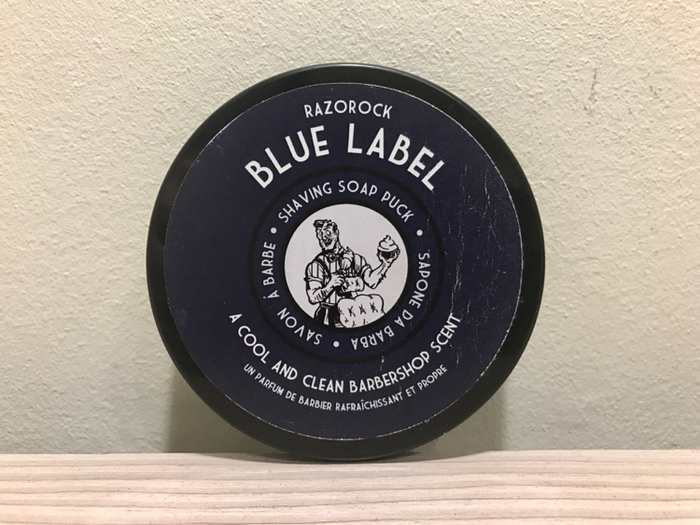 RAZOROCK
BLUE LABEL
SHAVING SOAP PUCK • SAPONE DA BARBA • SAVON À BARBE •
A COOL AND CLEAN BARBERSHOP SCENT
UN PARFUM DE BARBIER RAFRAÎCHISSANT ET PROPRE